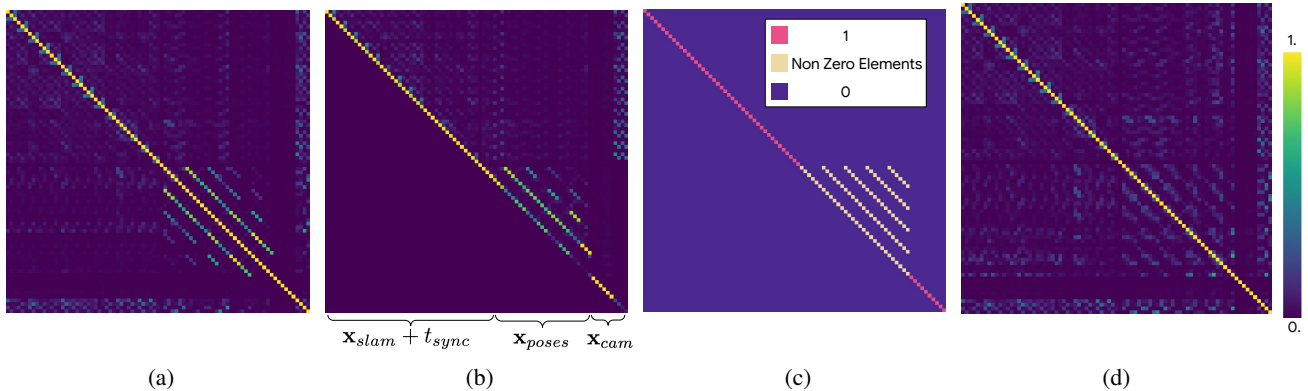 1
Non Zero Elements
0
1.
0.
x_slam + t_sync
x_poses
x_cam
(a)
(b)
(c)
(d)